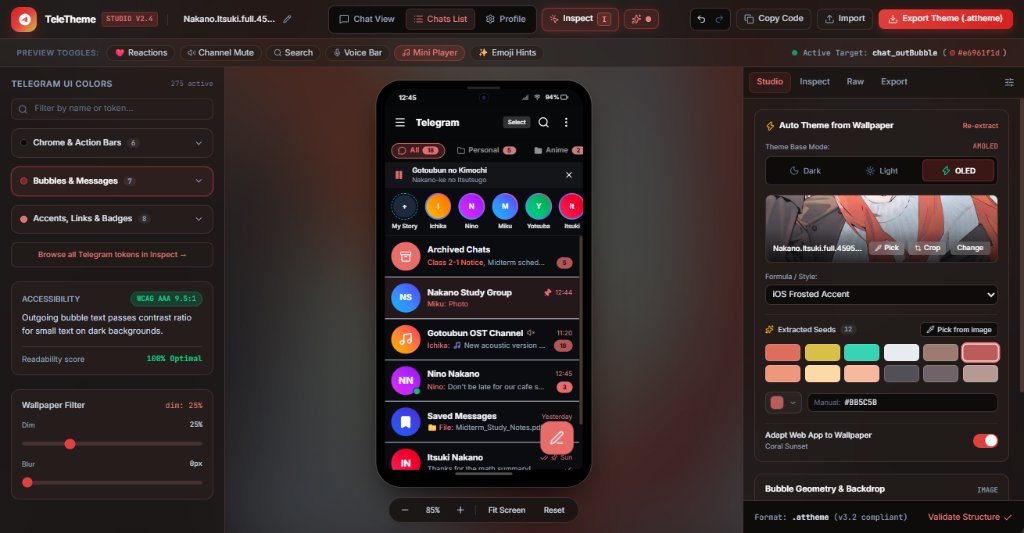 TeleTheme
STUDIO V2.4
Nakano.Itsuki.full.45...
Chat View
Chats List
Profile
Inspect
I
Copy Code
Import
Export Theme (.attheme)
PREVIEW TOGGLES:
Reactions
Channel Mute
Search
Voice Bar
Mini Player
Emoji Hints
Active Target: chat_outBubble (#e6961f1d)
TELEGRAM UI COLORS
275 active
Filter by name or token...
Chrome & Action Bars 6
Bubbles & Messages 7
Accents, Links & Badges 8
Browse all Telegram tokens in Inspect →
ACCESSIBILITY
WCAG AAA 9.5:1
Outgoing bubble text passes contrast ratio
for small text on dark backgrounds.
Readability score
100% Optimal
Wallpaper Filter
dim: 25%
Dim
25%
Blur
0px
12:45
94%
Telegram
Select
All 18
Personal 5
Anime 2
Gotoubun no Kimochi
Nakano-ke no Itsutsugo
+
I
N
M
Y
It
My Story
Ichika
Nino
Miku
Yotsuba
Itsuki
Archived Chats
Class 2-1 Notice, Midterm sched...
5
NS
Nakano Study Group
12:44
Miku: Photo
Gotoubun OST Channel
11:20
Ichika: 🎵 New acoustic version ...
18
NN
Nino Nakano
12:45
Nino: Don't be late for our cafe s...
3
Saved Messages
Yesterday
File: Midterm_Study_Notes.pd
IN
Itsuki Nakano
Sun
Thanks for the math summary!
85%
Fit Screen
Reset
Studio
Inspect
Raw
Export
Auto Theme from Wallpaper
Re-extract
Theme Base Mode:
AMOLED
Dark
Light
OLED
Nakano.Itsuki.full.4595...
Pick
Crop
Change
Formula / Style:
iOS Frosted Accent
Extracted Seeds 12
Pick from image
Manual: #BB5C5B
Adapt Web App to Wallpaper
Coral Sunset
Bubble Geometry & Backdrop
IMAGE
Format: .attheme (v3.2 compliant)
Validate Structure ✓